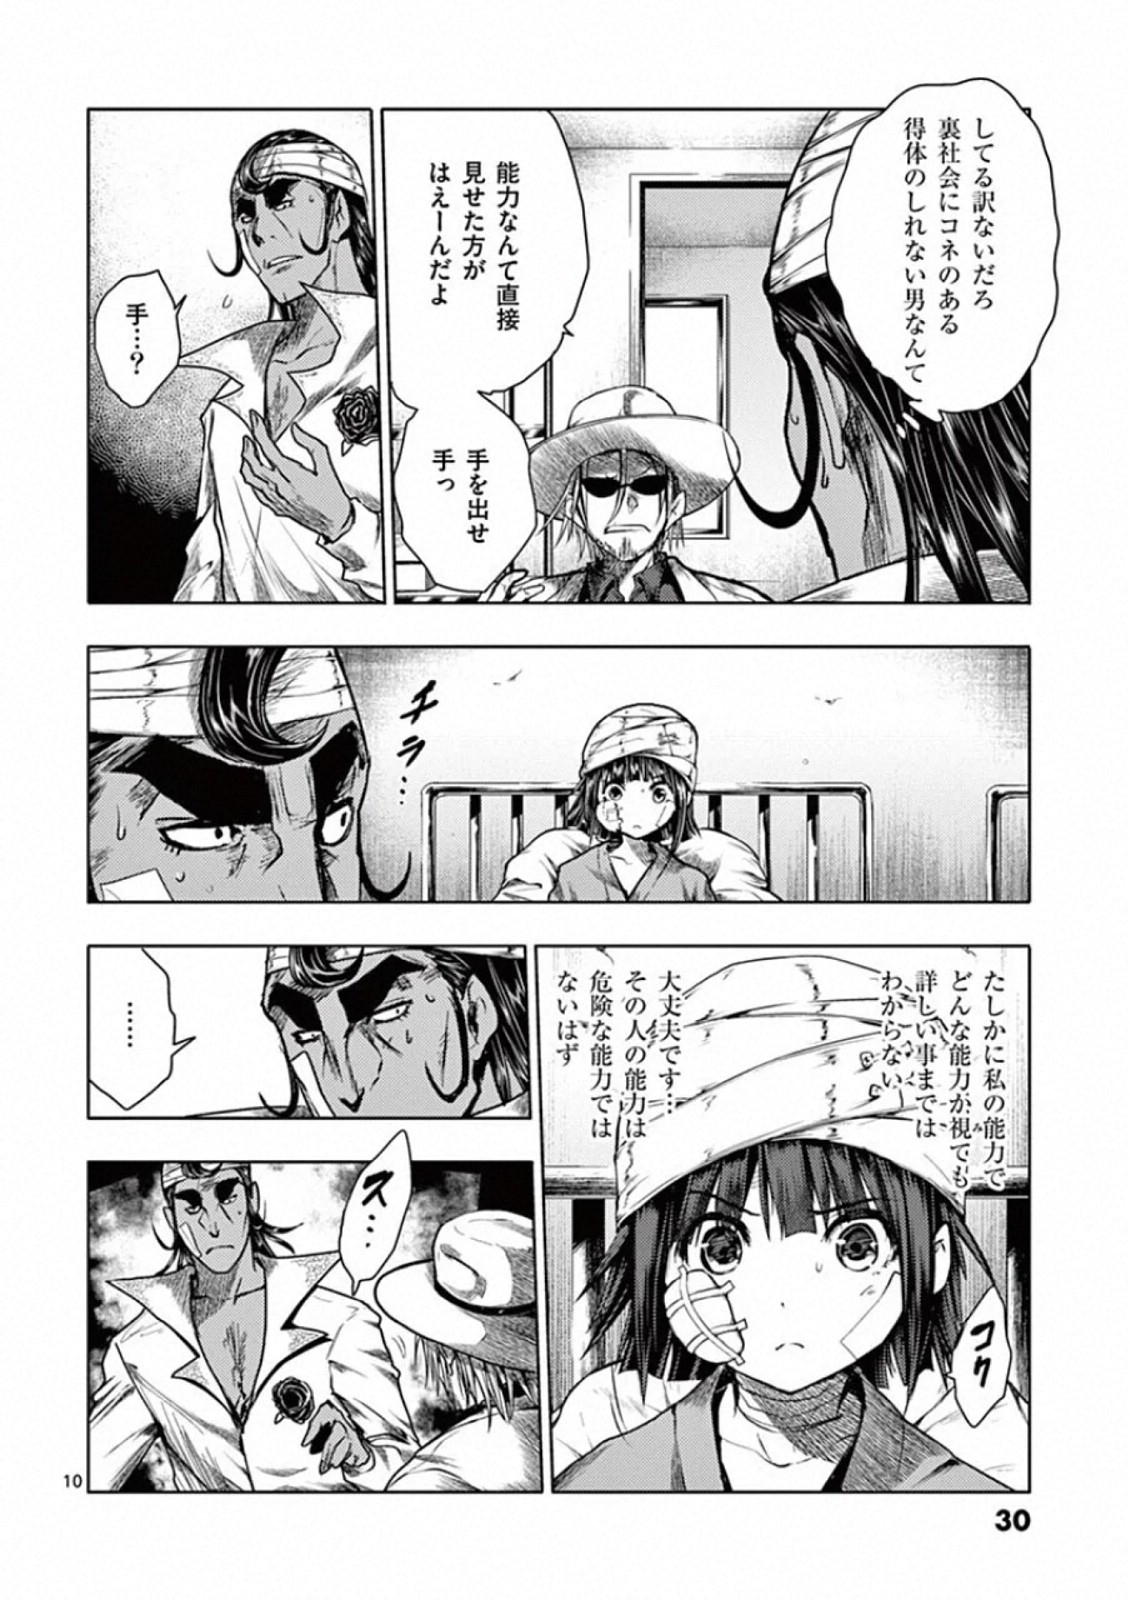 してる訳ないだろ
裏社会にコネのある
得体のしれない男なんて
能力なんて直接
見せた方が
はえーんだよ
手を出せ
手っ
手…?
チラ…
たしかに私の能力で
どんな能力か視でも
詳しい事までは
わからない
み
大丈夫です…
その人の能力は
危険な能力では
ないはず
コク
……
ス…
10
30